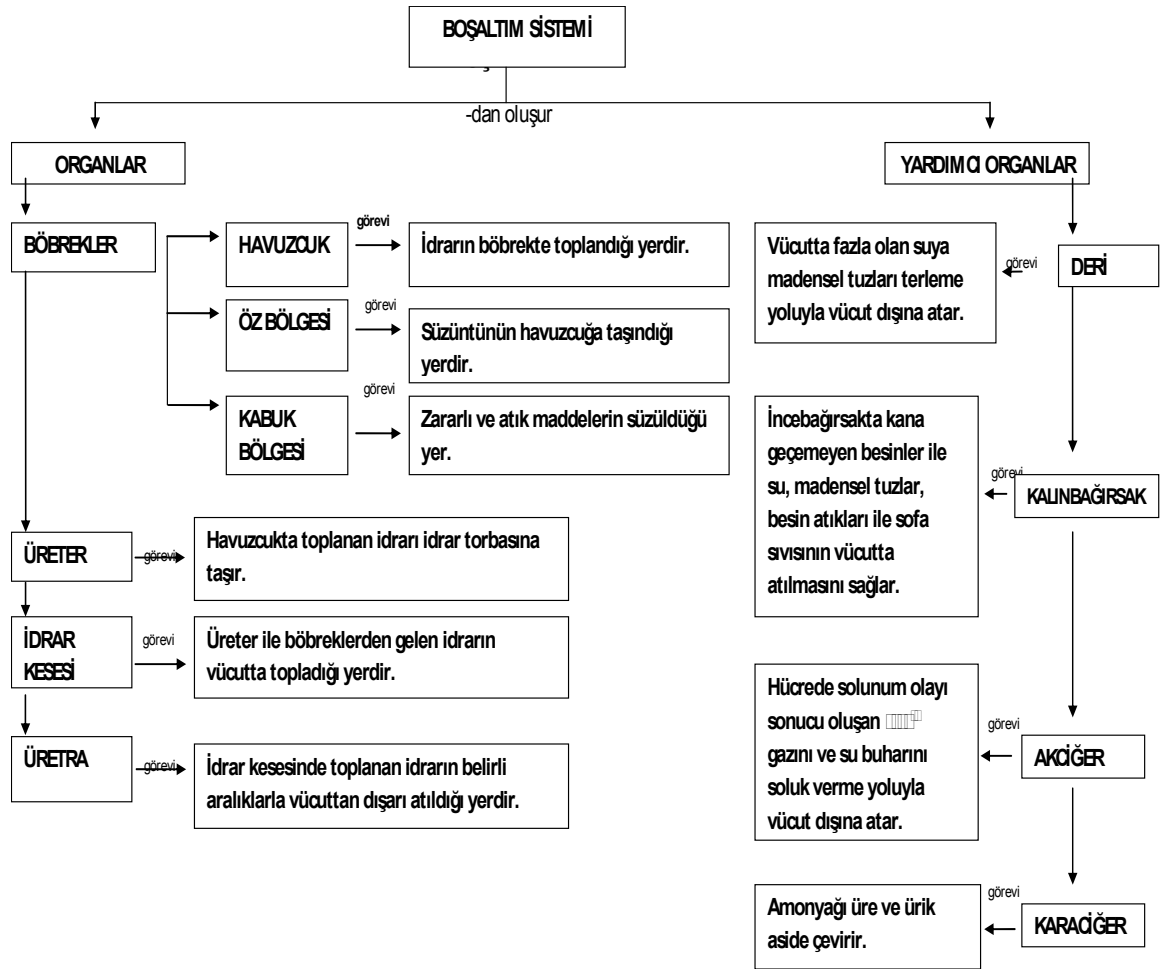 BOŞALTIM SİSTEMİ
-dan oluşur
ORGANLAR
YARDIMCI ORGANLAR
BÖBREKLER
HAVUZCUK
görevi
İdrarın böbrekte toplandığı yerdir.
ÖZ BÖLGESİ
görevi
Süzüntünün havuzcuğa taşındığı
yerdir.
KABUK
BÖLGESİ
görevi
Zararlı ve atık maddelerin süzüldüğü
yer.
ÜRETER
görevi
Havuzcukta toplanan idrarı idrar torbasına
taşır.
İDRAR
KESESİ
görevi
Üreter ile böbreklerden gelen idrarın
vücutta topladığı yerdir.
ÜRETRA
görevi
İdrar kesesinde toplanan idrarın belirli
aralıklarla vücuttan dışarı atıldığı yerdir.
DERİ
görevi
Vücutta fazla olan suya
madensel tuzları terleme
yoluyla vücut dışına atar.
KALINBAĞIRSAK
görevi
İncebağırsakta kana
geçemeyen besinler ile
su, madensel tuzlar,
besin atıkları ile sofa
sıvısının vücutta
atılmasını sağlar.
AKCİĞER
görevi
Hücrede solunum olayı
sonucu oluşan
gazını ve su buharını
soluk verme yoluyla
vücut dışına atar.
KARACİĞER
görevi
Amonyağı üre ve ürik
aside çevirir.